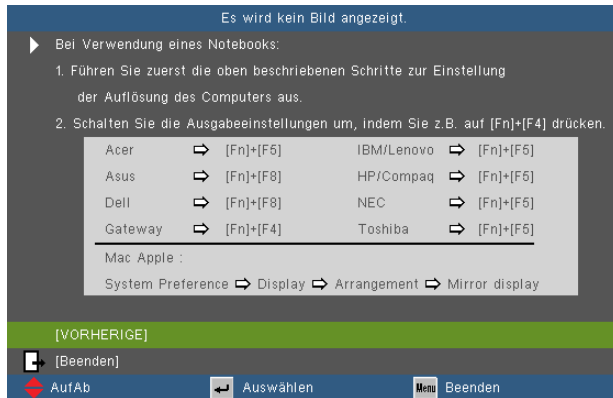 Es wird kein Bild angezeigt.
Bei Verwendung eines Notebooks:
1. Führen Sie zuerst die oben beschriebenen Schritte zur Einstellung
der Auflösung des Computers aus.
2. Schalten Sie die Ausgabeeinstellungen um, indem Sie z.B. auf [Fn]+[F4] drücken.
Acer ⇨ [Fn]+[F5] IBM/Lenovo ⇨ [Fn]+[F5]
Asus ⇨ [Fn]+[F8] HP/Compaq ⇨ [Fn]+[F5]
Dell ⇨ [Fn]+[F8] NEC ⇨ [Fn]+[F5]
Gateway ⇨ [Fn]+[F4] Toshiba ⇨ [Fn]+[F5]
Mac Apple :
System Preference ⇨ Display ⇨ Arrangement ⇨ Mirror display
[VORHERIGE]
[Beenden]
AufAb Auswählen Menu Beenden